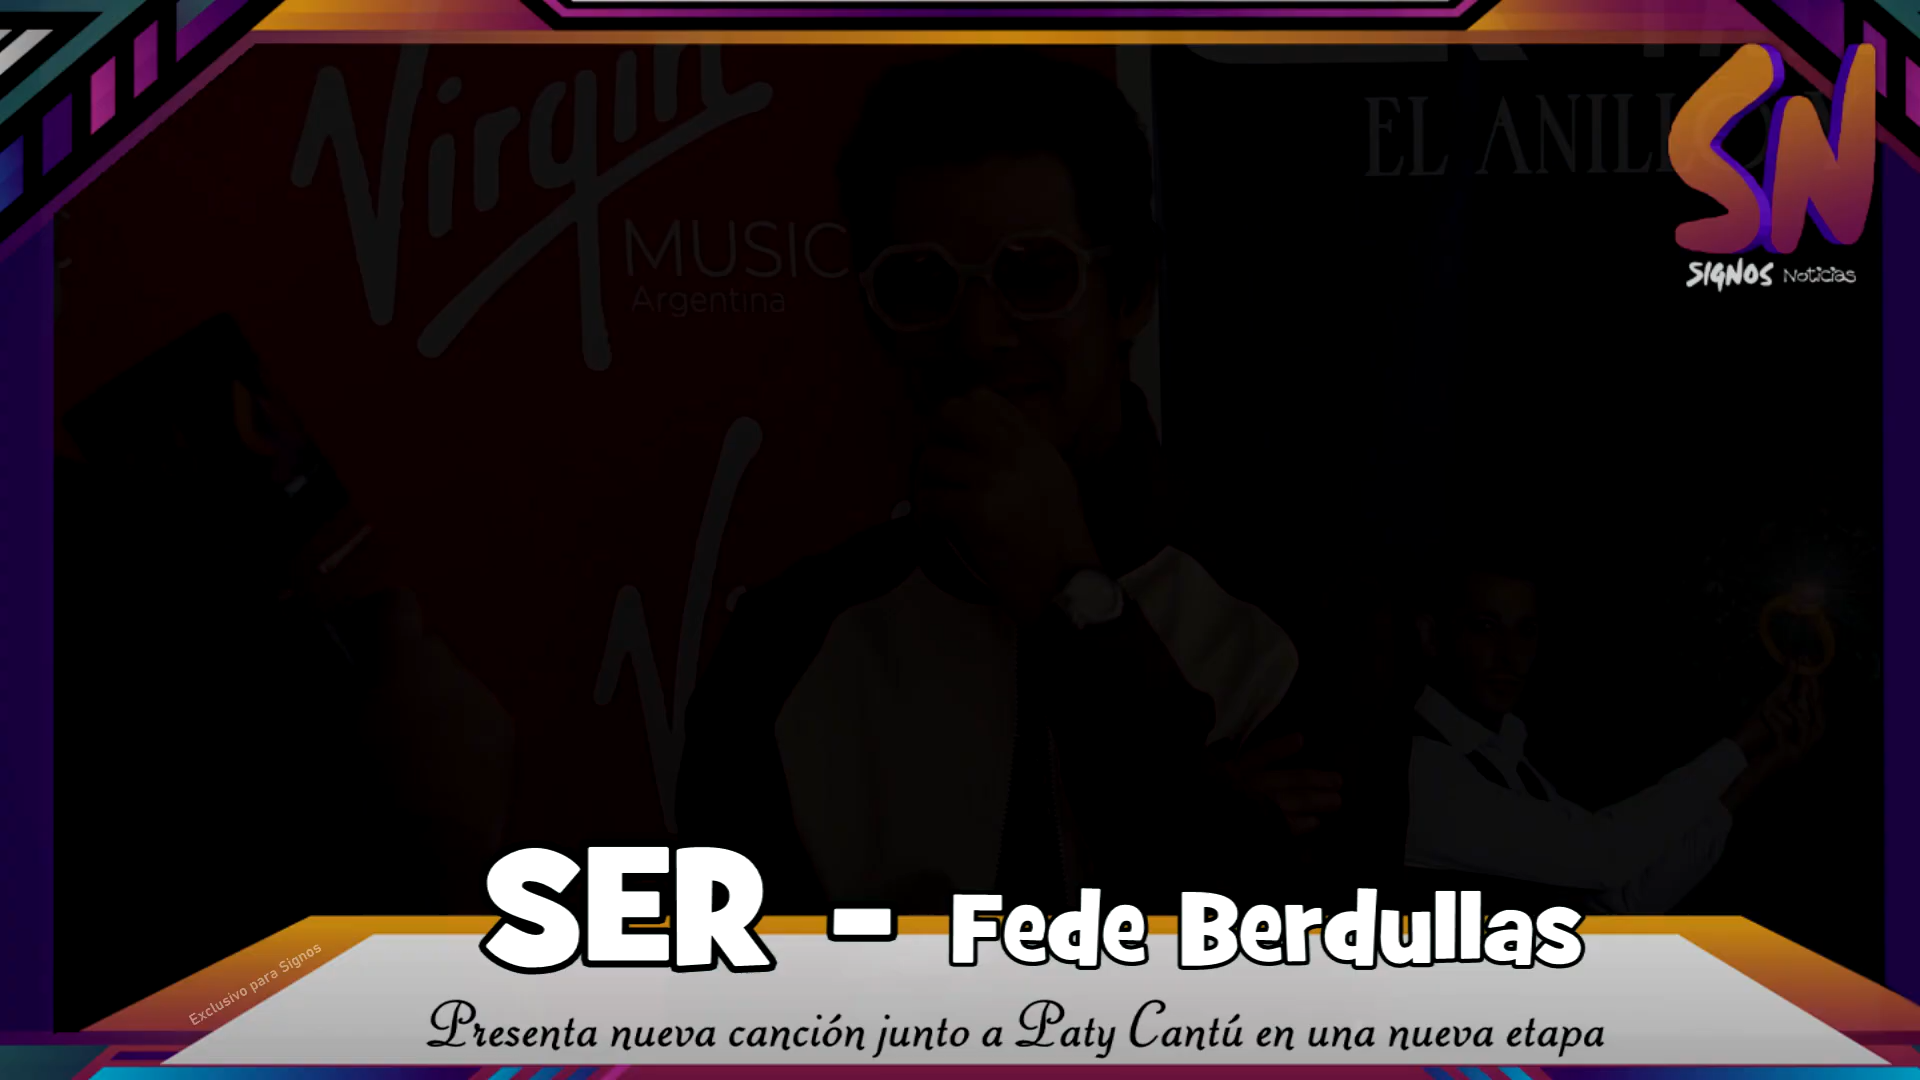 Virgin
MUSIC
Argentina
EL ANILLO
SN
SIGNOS Noticias
SER - Fede Berdullas
Exclusivo para Signos
Presenta nueva canción junto a Paty Cantú en una nueva etapa